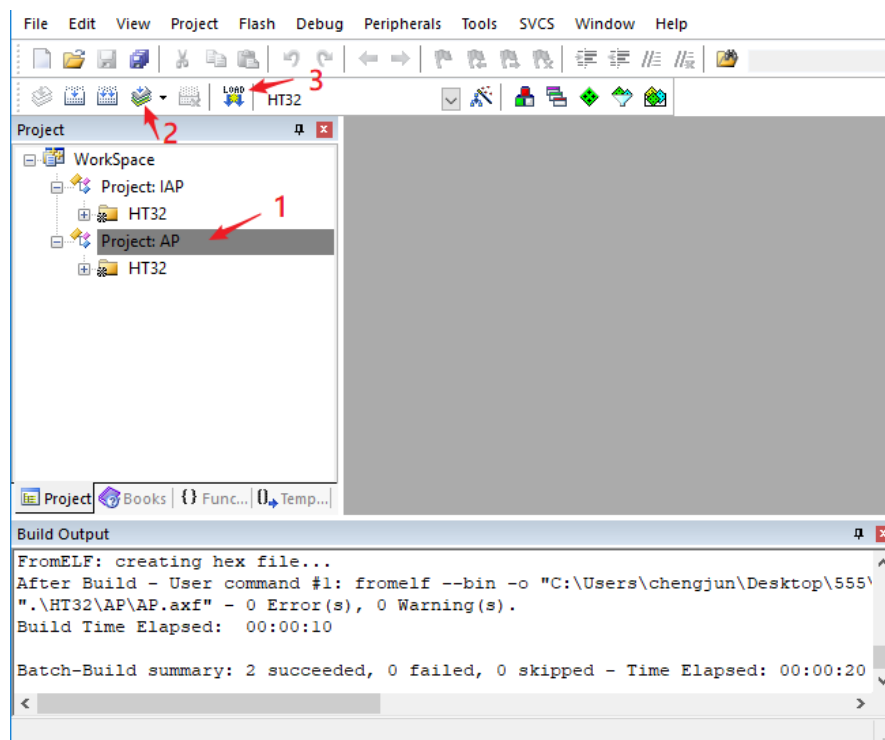 File Edit View Project Flash Debug Peripherals Tools SVCS Window Help
3
LOAD
HT32
2
Project
WorkSpace
Project: IAP
HT32
1
Project: AP
HT32
Project Books {} Func... Temp...
Build Output
FromELF: creating hex file...
After Build - User command #1: fromelf --bin -o "C:\Users\chengjun\Desktop\555\
".\HT32\AP\AP.axf" - 0 Error(s), 0 Warning(s).
Build Time Elapsed:  00:00:10
Batch-Build summary: 2 succeeded, 0 failed, 0 skipped - Time Elapsed: 00:00:20